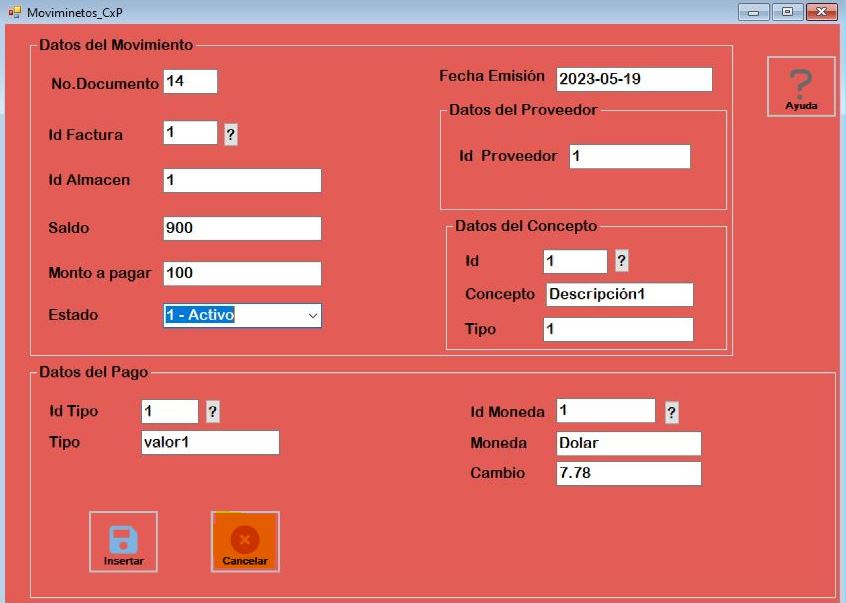 Moviminetos_CxP
Datos del Movimiento
No.Documento 14
Fecha Emisión 2023-05-19
?
Ayuda
Id Factura 1 ?
Datos del Proveedor
Id Proveedor 1
Id Almacen 1
Saldo 900
Datos del Concepto
Id 1 ?
Monto a pagar 100
Concepto Descripción1
Estado 1 - Activo
Tipo 1
Datos del Pago
Id Tipo 1 ?
Id Moneda 1 ?
Tipo valor1
Moneda Dolar
Cambio 7.78
Insertar
Cancelar